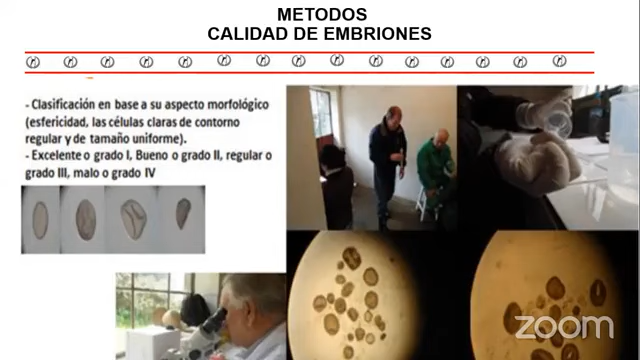 METODOS
CALIDAD DE EMBRIONES
- Clasificación en base a su aspecto morfológico
(esfericidad, las células claras de contorno
regular y de tamaño uniforme).
- Excelente o grado I, Bueno o grado II, regular o
grado III, malo o grado IV
zoom